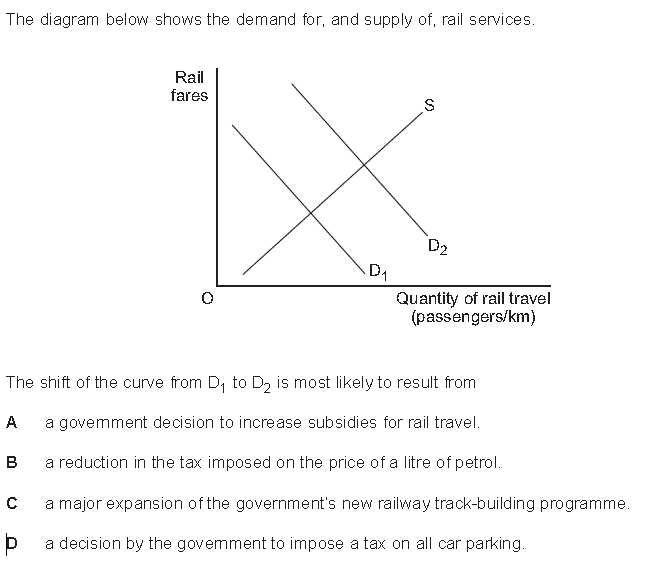 The diagram below shows the demand for, and supply of, rail services.
Rail
fares
S
D2
D1
O
Quantity of rail travel
(passengers/km)
The shift of the curve from D1 to D2 is most likely to result from
A a government decision to increase subsidies for rail travel.
B a reduction in the tax imposed on the price of a litre of petrol.
C a major expansion of the government's new railway track-building programme.
D a decision by the government to impose a tax on all car parking.